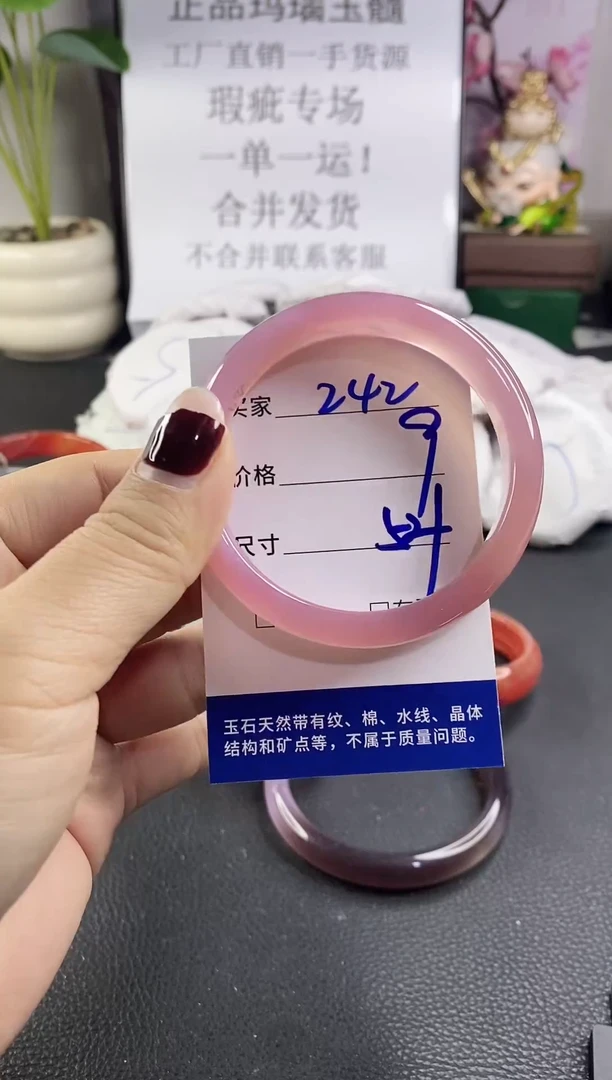 正品玛瑙玉髓
工厂直销一手货源
瑕疵专场
一单一运！
合并发货
不合并联系客服
买家 242
价格
尺寸
玉石天然带有纹、棉、水线、晶体
结构和矿点等，不属于质量问题。